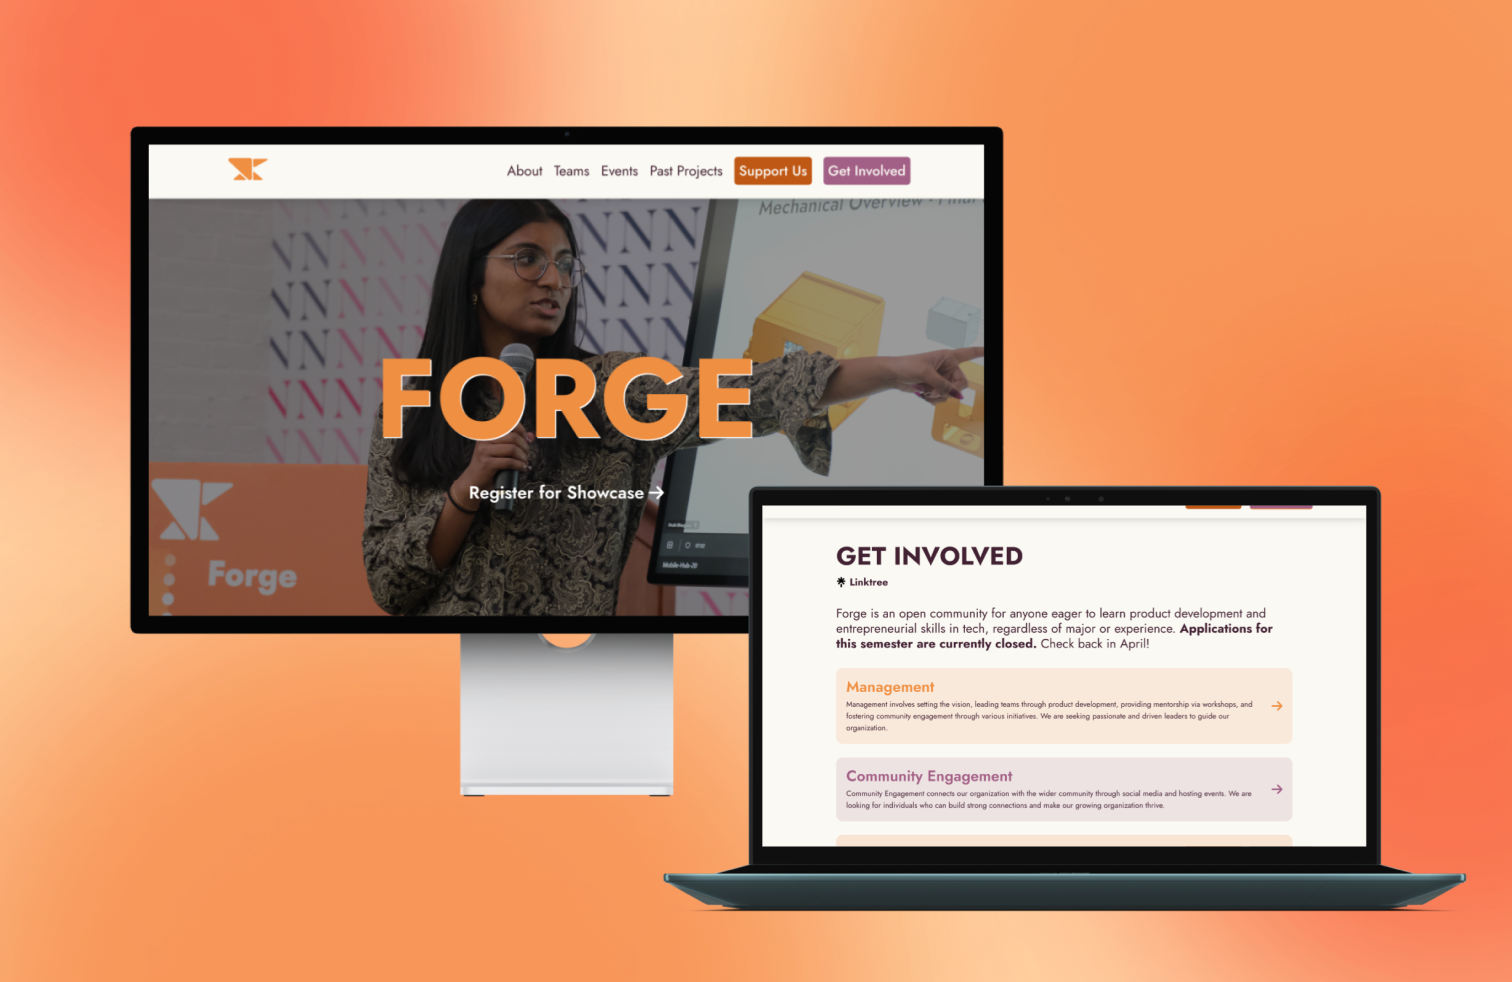 About Teams Events Past Projects Support Us Get Involved
Mechanical Overview - Final
FORGE
Register for Showcase →
Forge
Mobile-Hub-20
GET INVOLVED
Linktree
Forge is an open community for anyone eager to learn product development and
entrepreneurial skills in tech, regardless of major or experience. Applications for
this semester are currently closed. Check back in April!
Management
Management involves setting the vision, leading teams through product development, providing mentorship via workshops, and
fostering community engagement through various initiatives. We are seeking passionate and driven leaders to guide our
organization.
→
Community Engagement
Community Engagement connects our organization with the wider community through social media and hosting events. We are
looking for individuals who can build strong connections and make our growing organization thrive.
→